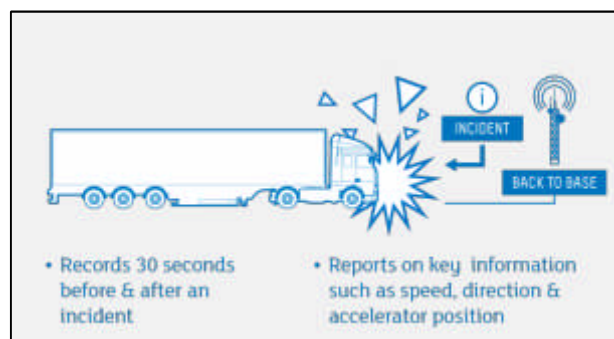 i
INCIDENT
BACK TO BASE
• Records 30 seconds
before & after an
incident
• Reports on key information
such as speed, direction &
accelerator position